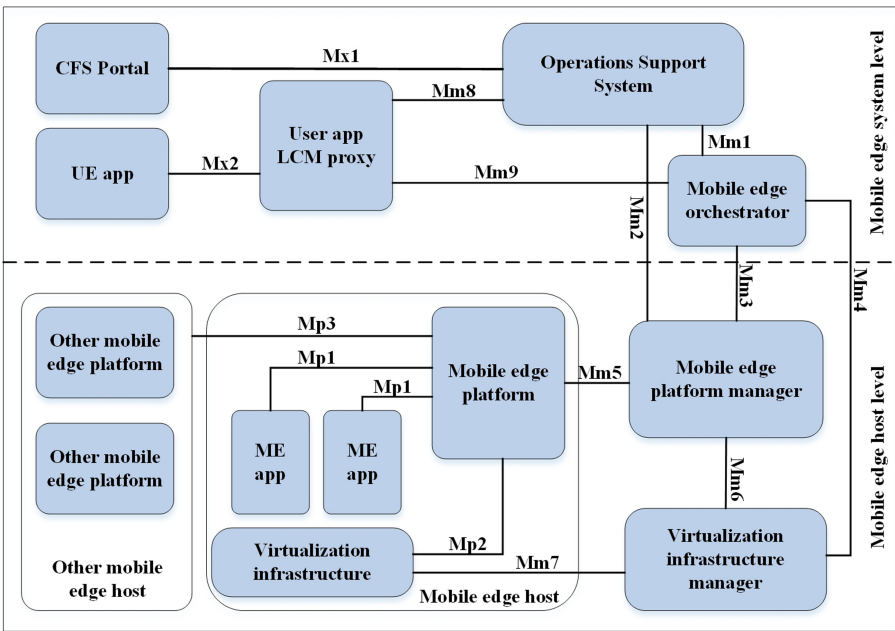 CFS Portal
Mx1
Operations Support
System
Mm8
User app
LCM proxy
UE app
Mx2
Mm9
Mm1
Mobile edge
orchestrator
Mm2
Mm3
Mm4
Mobile edge system level
Other mobile
edge platform
Mp3
Mp1
Mp1
Mobile edge
platform
Mm5
Mobile edge
platform manager
Other mobile
edge platform
ME
app
ME
app
Mm6
Mobile edge host level
Virtualization
infrastructure
Mp2
Mm7
Virtualization
infrastructure
manager
Other mobile
edge host
Mobile edge host